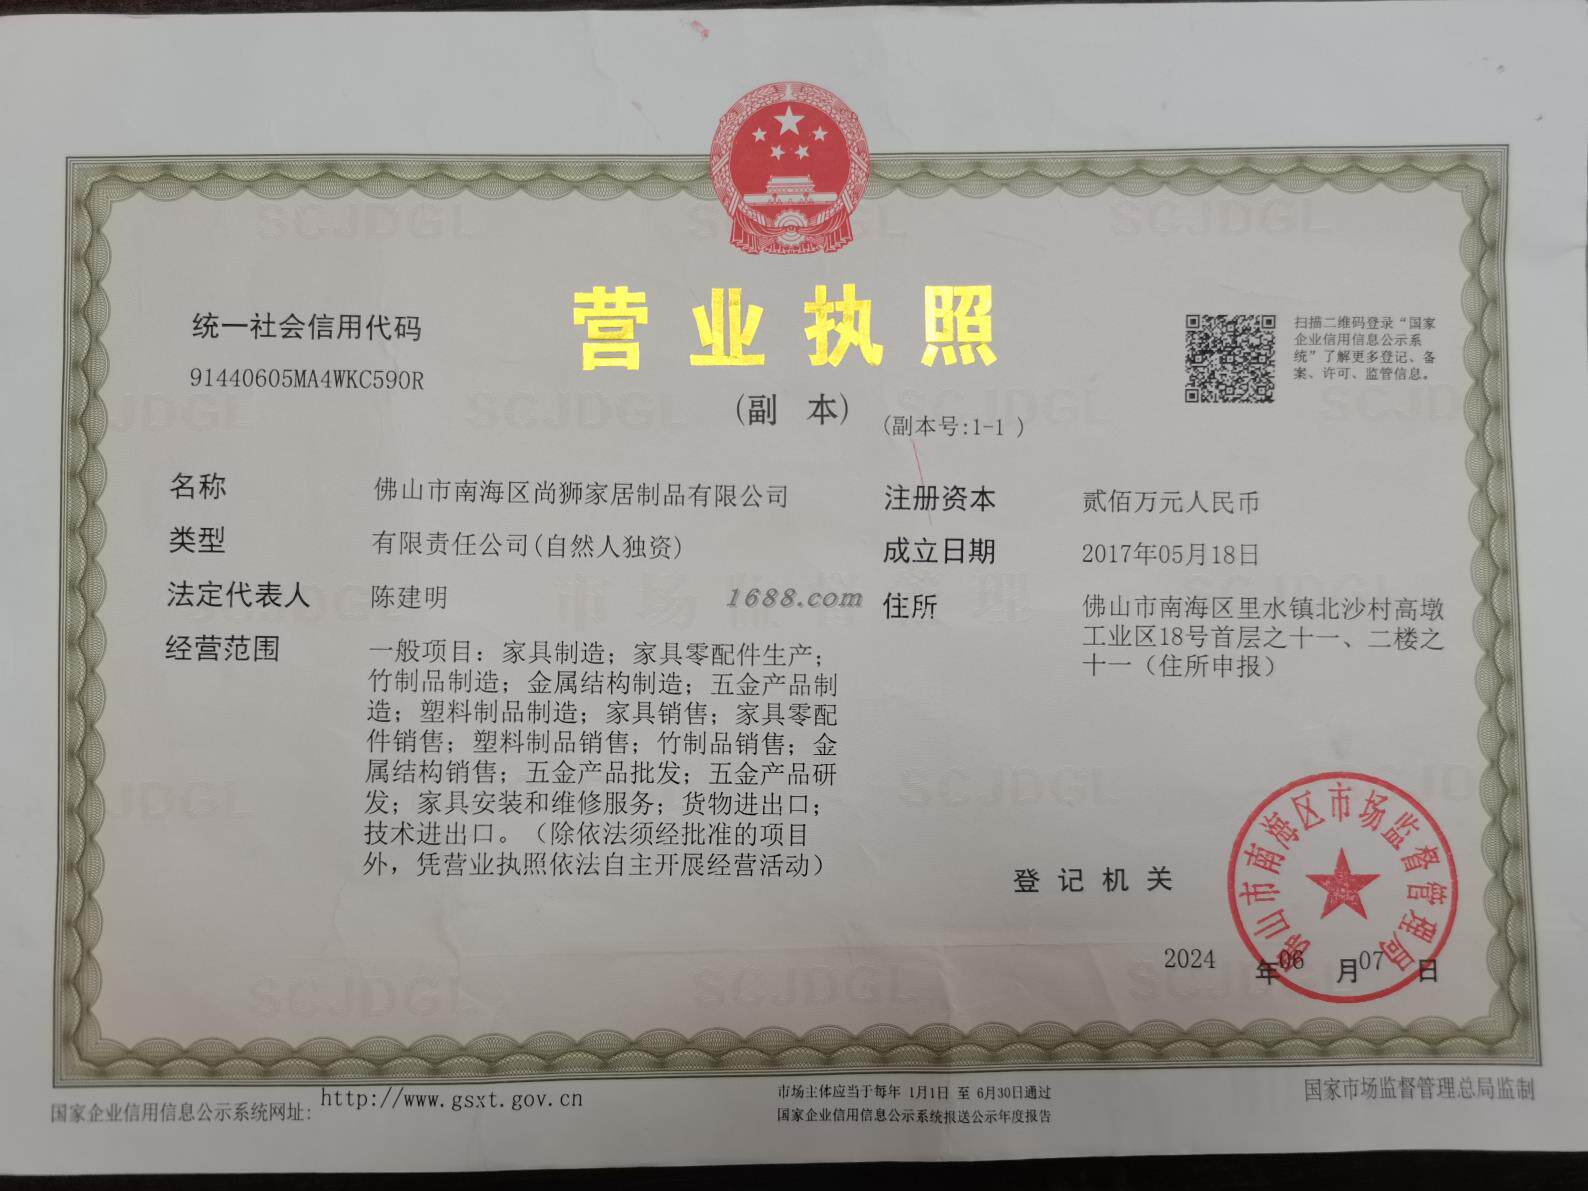 营业执照
(副 本) (副本号:1-1 )
统一社会信用代码
91440605MA4WKC590R
扫描二维码登录“国家
企业信用信息公示系
统”了解更多登记、备
案、许可、监管信息。
名称 佛山市南海区尚狮家居制品有限公司
类型 有限责任公司(自然人独资)
法定代表人 陈建明
经营范围 一般项目：家具制造；家具零配件生产；
竹制品制造；金属结构制造；五金产品制
造；塑料制品制造；家具销售；家具零配
件销售；塑料制品销售；竹制品销售；金
属结构销售；五金产品批发；五金产品研
发；家具安装和维修服务；货物进出口；
技术进出口。（除依法须经批准的项目
外，凭营业执照依法自主开展经营活动）
注册资本 贰佰万元人民币
成立日期 2017年05月18日
住所 佛山市南海区里水镇北沙村高墩
工业区18号首层之十一、二楼之
十一（住所申报）
1688.com
登记机关
佛山市南海区市场监督管理局
2024 年06 月07 日
国家企业信用信息公示系统网址: http://www.gsxt.gov.cn
市场主体应当于每年 1月1日 至 6月30日通过
国家企业信用信息公示系统报送公示年度报告
国家市场监督管理总局监制
SCJDGL
市场监督管理